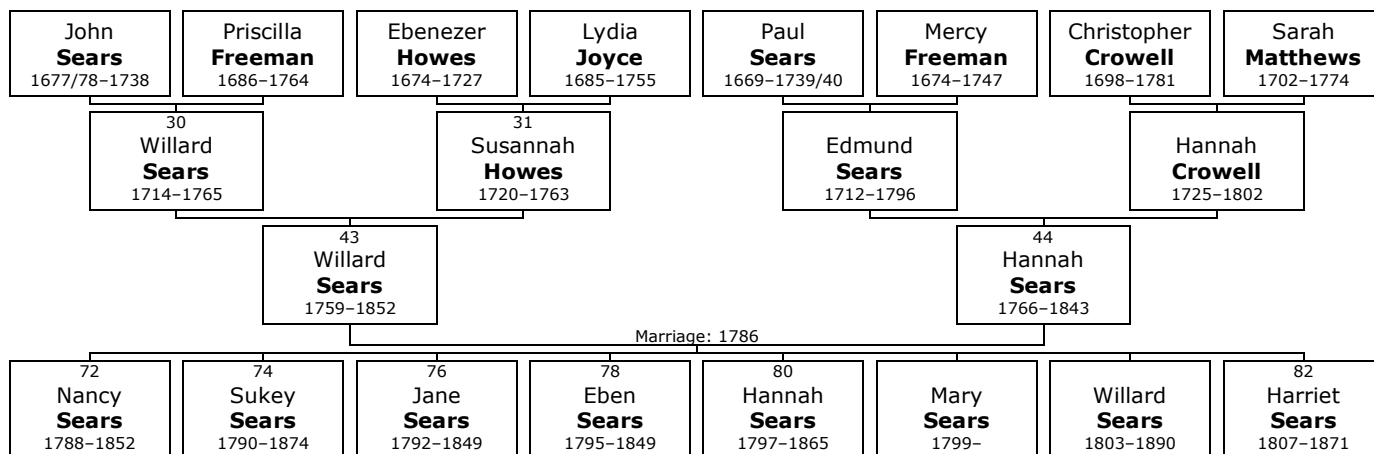 John
Sears
1677/78–1738
Priscilla
Freeman
1686–1764
Ebenezer
Howes
1674–1727
Lydia
Joyce
1685–1755
Paul
Sears
1669–1739/40
Mercy
Freeman
1674–1747
Christopher
Crowell
1698–1781
Sarah
Matthews
1702–1774
30
Willard
Sears
1714–1765
31
Susannah
Howes
1720–1763
Edmund
Sears
1712–1796
Hannah
Crowell
1725–1802
43
Willard
Sears
1759–1852
44
Hannah
Sears
1766–1843
Marriage: 1786
72
Nancy
Sears
1788–1852
74
Sukey
Sears
1790–1874
76
Jane
Sears
1792–1849
78
Eben
Sears
1795–1849
80
Hannah
Sears
1797–1865
Mary
Sears
1799–
Willard
Sears
1803–1890
82
Harriet
Sears
1807–1871